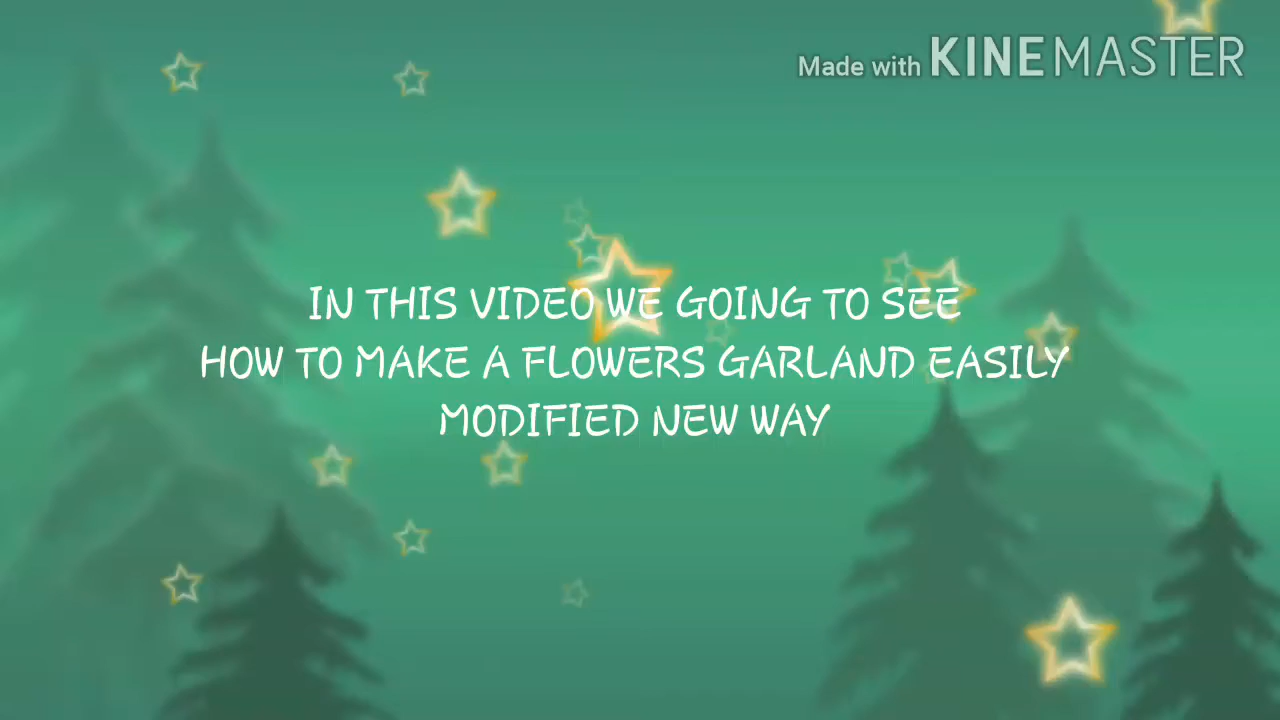 Made with KINEMASTER
IN THIS VIDEO WE GOING TO SEE
HOW TO MAKE A FLOWERS GARLAND EASILY
MODIFIED NEW WAY